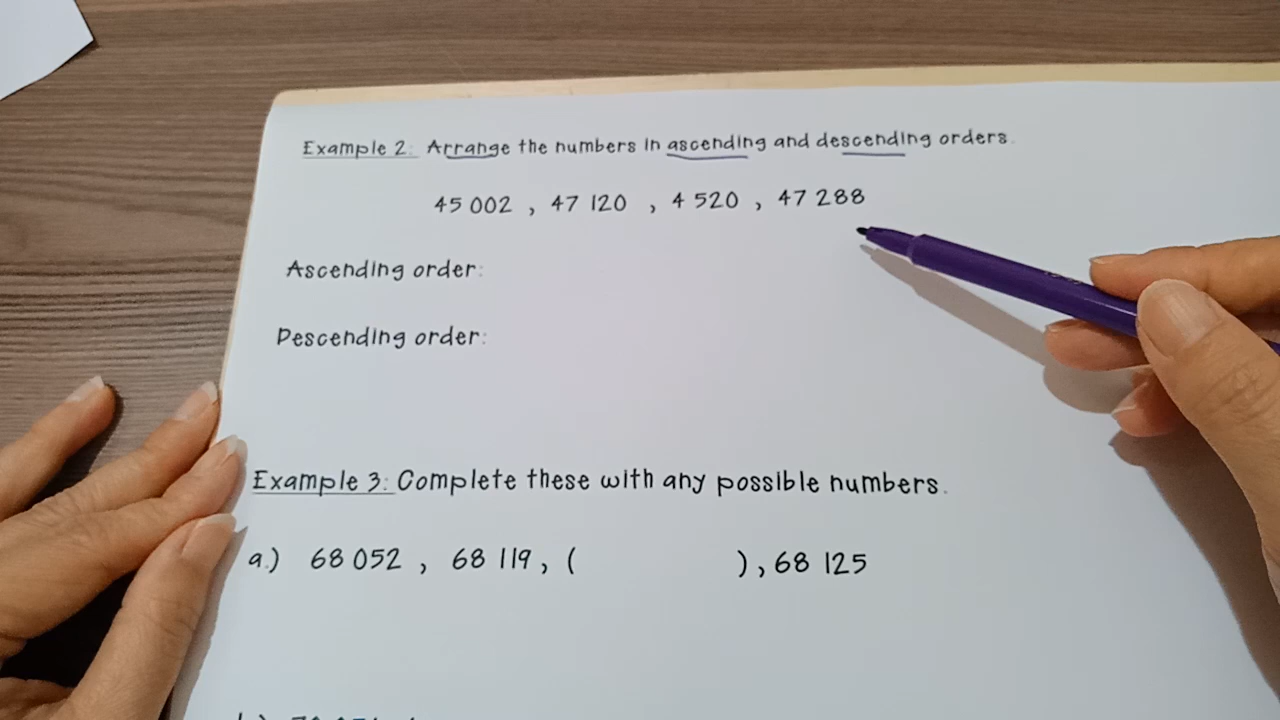 Example 2: Arrange the numbers in ascending and descending orders.
45 002 , 47 120 , 4 520 , 47 288
Ascending order:
Descending order:
Example 3: Complete these with any possible numbers.
a.) 68 052 , 68 119 , ( ) , 68 125